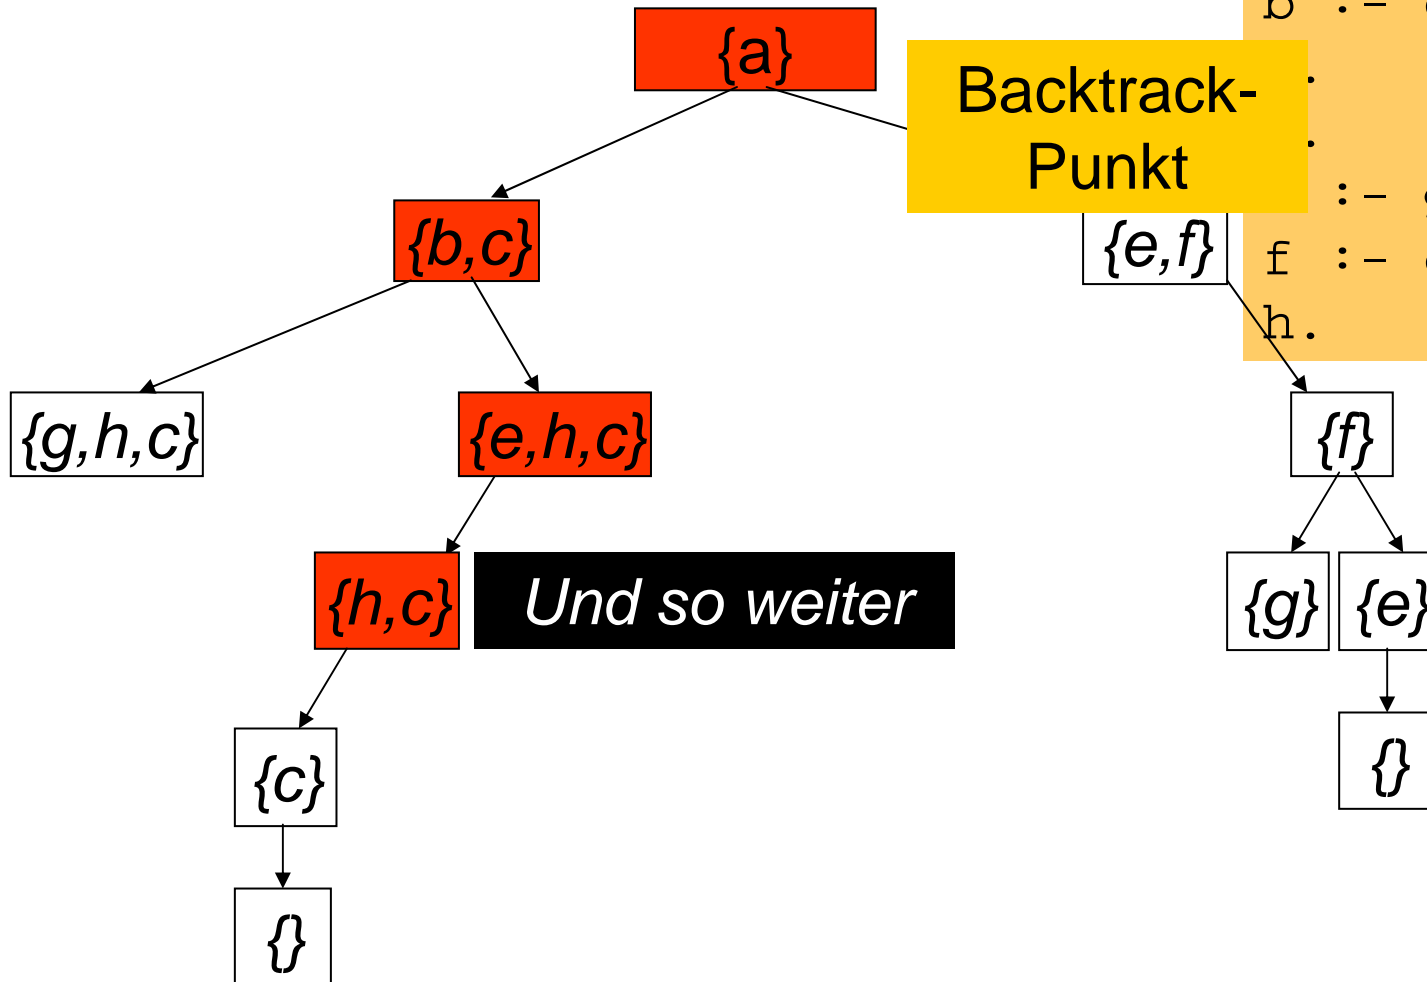 {a}
Backtrack-
Punkt
b :-
.
.
:-
f :-
h.
{b,c}
{e,f}
{g,h,c}
{e,h,c}
{f}
{h,c}
Und so weiter
{g}
{e}
{c}
{}
{}